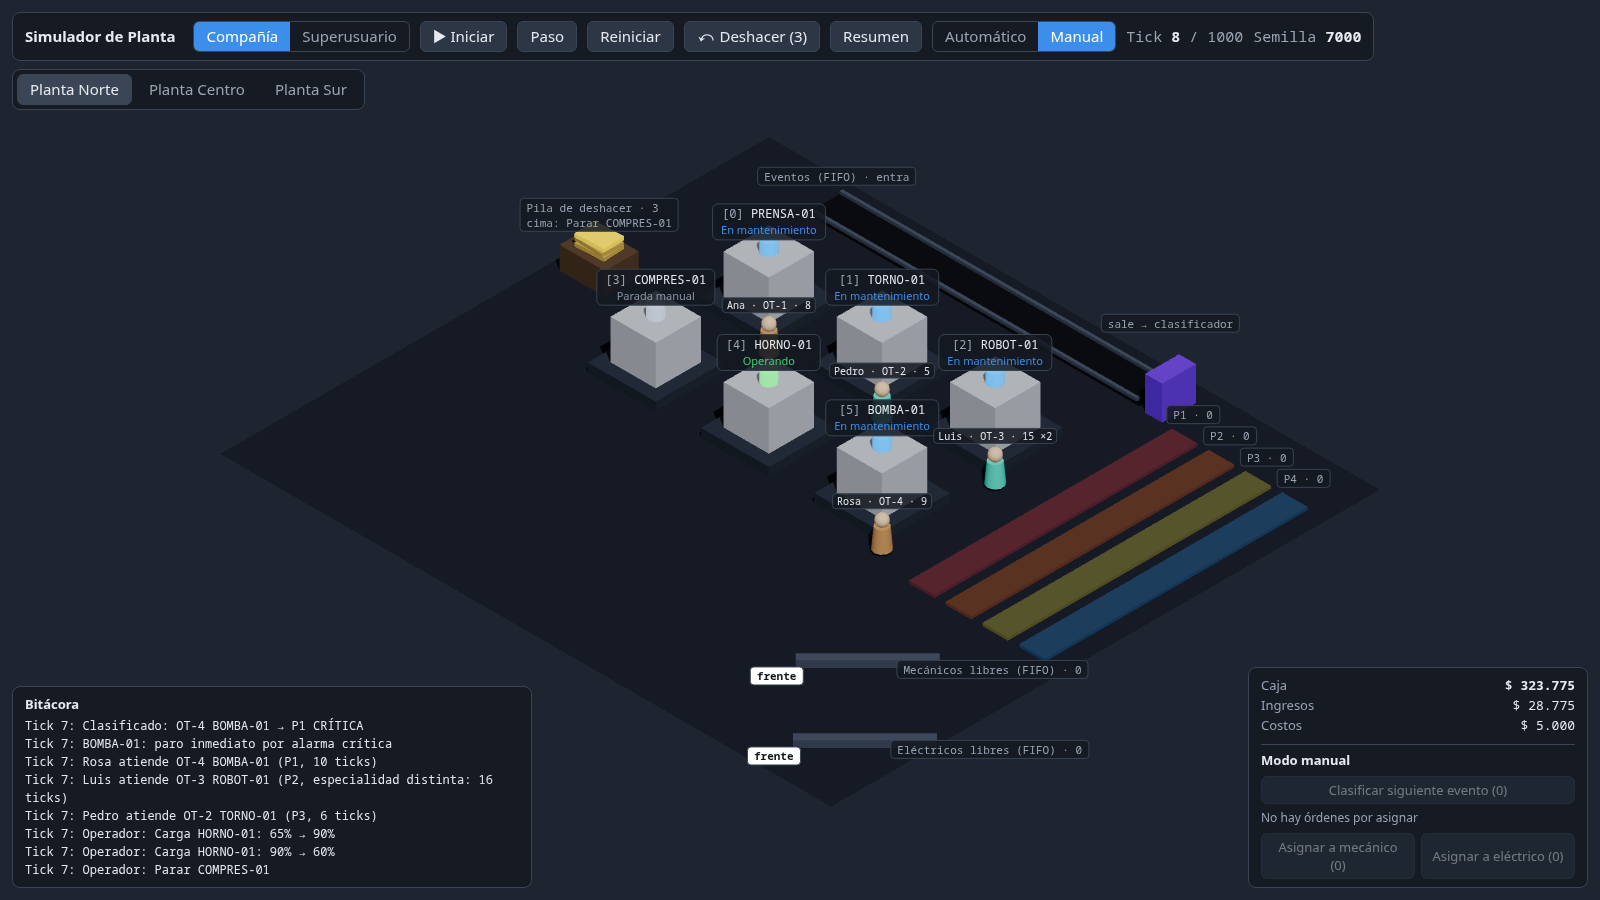 Simulador de Planta
Compañía
Superusuario
▶ Iniciar
Paso
Reiniciar
Deshacer (3)
Resumen
Automático
Manual
Tick 8 / 1000 Semilla 7000
Planta Norte
Planta Centro
Planta Sur
Eventos (FIFO) · entra
Pila de deshacer · 3
cima: Parar COMPRES-01
[0] PRENSA-01
En mantenimiento
[3] COMPRES-01
Parada manual
[1] TORNO-01
En mantenimiento
Ana · OT-1 · 8
sale → clasificador
[4] HORNO-01
Operando
[2] ROBOT-01
En mantenimiento
Pedro · OT-2 · 5
[5] BOMBA-01
En mantenimiento
Luis · OT-3 · 15 ×2
P1 · 0
P2 · 0
P3 · 0
P4 · 0
Rosa · OT-4 · 9
frente
Mecánicos libres (FIFO) · 0
frente
Eléctricos libres (FIFO) · 0
Bitácora
Tick 7: Clasificado: OT-4 BOMBA-01 → P1 CRÍTICA
Tick 7: BOMBA-01: paro inmediato por alarma crítica
Tick 7: Rosa atiende OT-4 BOMBA-01 (P1, 10 ticks)
Tick 7: Luis atiende OT-3 ROBOT-01 (P2, especialidad distinta: 16
ticks)
Tick 7: Pedro atiende OT-2 TORNO-01 (P3, 6 ticks)
Tick 7: Operador: Carga HORNO-01: 65% → 90%
Tick 7: Operador: Carga HORNO-01: 90% → 60%
Tick 7: Operador: Parar COMPRES-01
Caja $ 323.775
Ingresos $ 28.775
Costos $ 5.000
Modo manual
Clasificar siguiente evento (0)
No hay órdenes por asignar
Asignar a mecánico
(0)
Asignar a eléctrico (0)